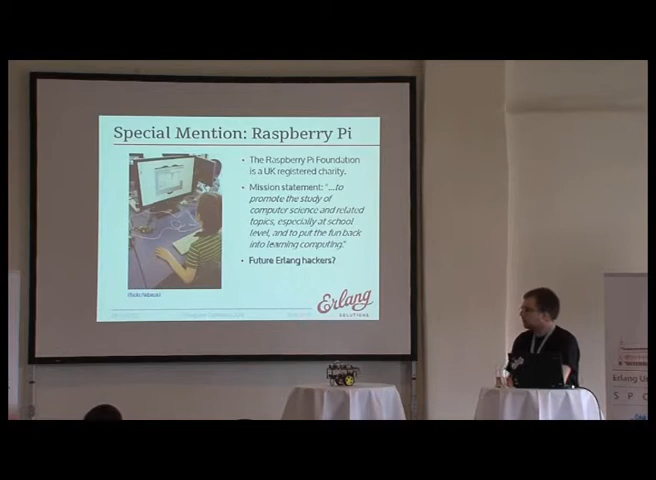 Special Mention: Raspberry Pi
• The Raspberry Pi Foundation
is a UK registered charity.
• Mission statement: "...to
promote the study of
computer science and related
topics, especially at school
level, and to put the fun back
into learning computing."
• Future Erlang hackers?
Erlang
SOLUTIONS
Erlang U
S P O